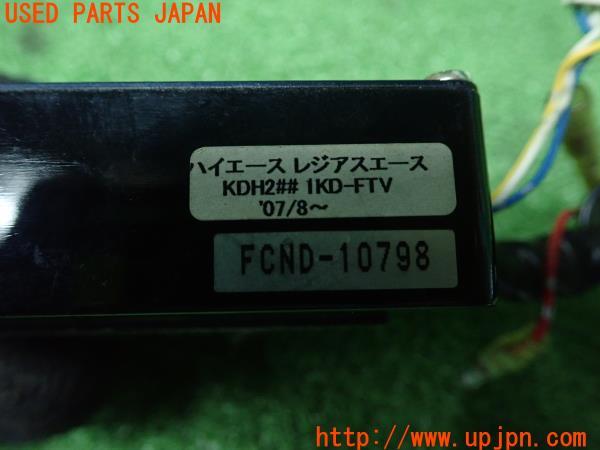 USED PARTS JAPAN
ハイエース レジアスエース
KDH2## 1KD-FTV
'07/8～
FCND-10798
http://www.upjpn.com